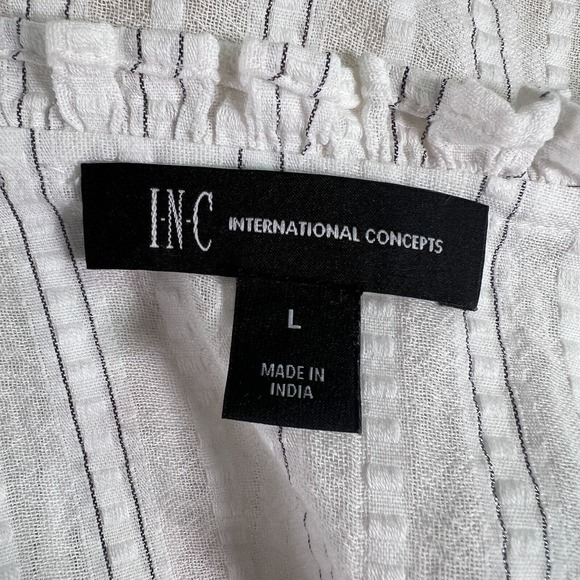 I-N-C INTERNATIONAL CONCEPTS
L
MADE IN
INDIA